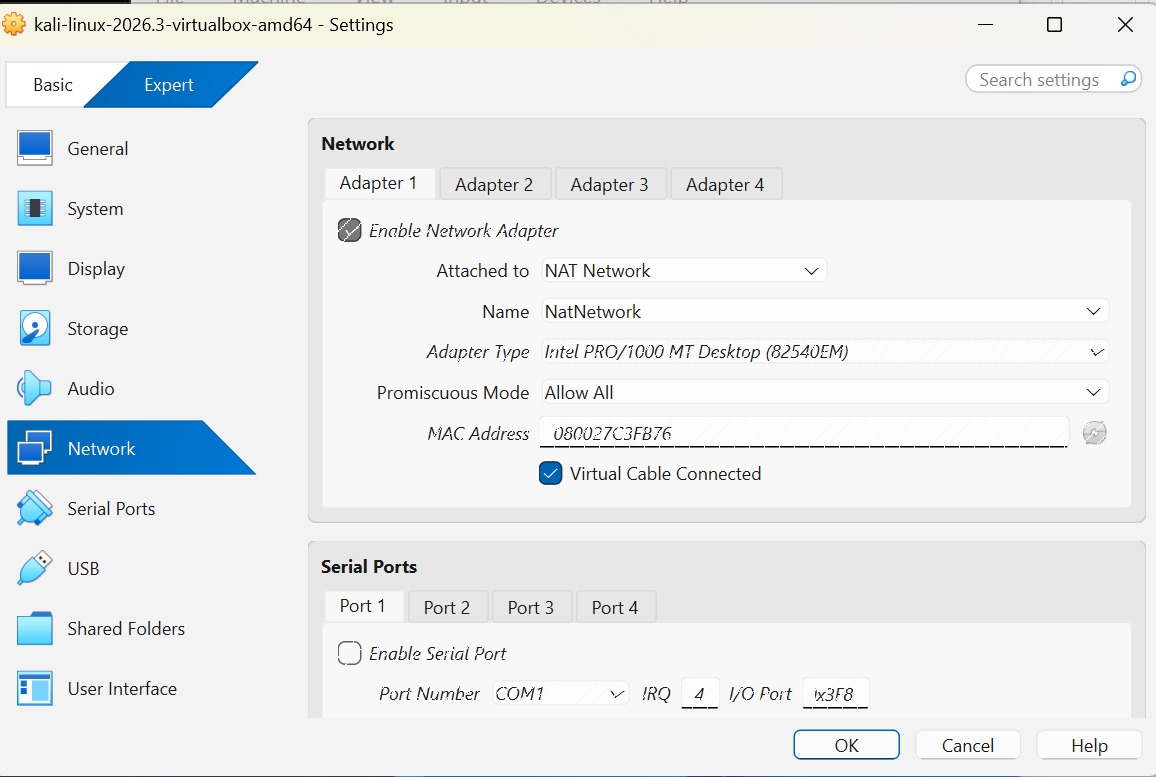 kali-linux-2026.3-virtualbox-amd64 - Settings
Basic
Expert
Search settings
General
System
Display
Storage
Audio
Network
Serial Ports
USB
Shared Folders
User Interface
Network
Adapter 1
Adapter 2
Adapter 3
Adapter 4
Enable Network Adapter
Attached to NAT Network
Name NatNetwork
Adapter Type Intel PRO/1000 MT Desktop (82540EM)
Promiscuous Mode Allow All
MAC Address 080027C3FB76
Virtual Cable Connected
Serial Ports
Port 1
Port 2
Port 3
Port 4
Enable Serial Port
Port Number COM1 IRQ 4 I/O Port
OK
Cancel
Help